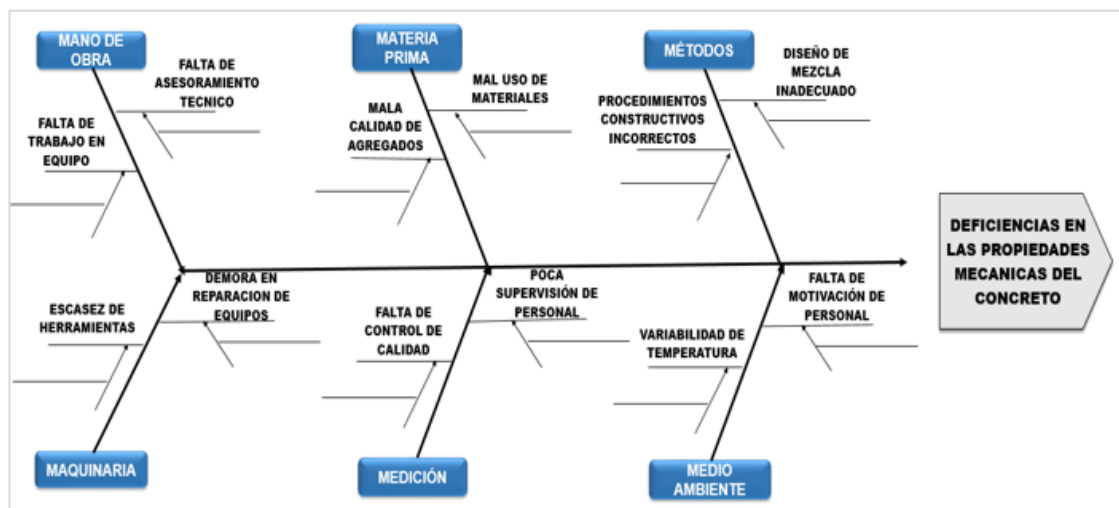 MANO DE
OBRA
FALTA DE
ASESORAMIENTO
TECNICO
FALTA DE
TRABAJO EN
EQUIPO
MATERIA
PRIMA
MAL USO DE
MATERIALES
MALA
CALIDAD DE
AGREGADOS
MÉTODOS
DISEÑO DE
MEZCLA
INADECUADO
PROCEDIMIENTOS
CONSTRUCTIVOS
INCORRECTOS
DEFICIENCIAS EN
LAS PROPIEDADES
MECANICAS DEL
CONCRETO
DEMORA EN
REPARACION DE
EQUIPOS
ESCASEZ DE
HERRAMIENTAS
MAQUINARIA
POCA
SUPERVISIÓN DE
PERSONAL
FALTA DE
CONTROL DE
CALIDAD
MEDICIÓN
FALTA DE
MOTIVACIÓN DE
PERSONAL
VARIABILIDAD DE
TEMPERATURA
MEDIO
AMBIENTE